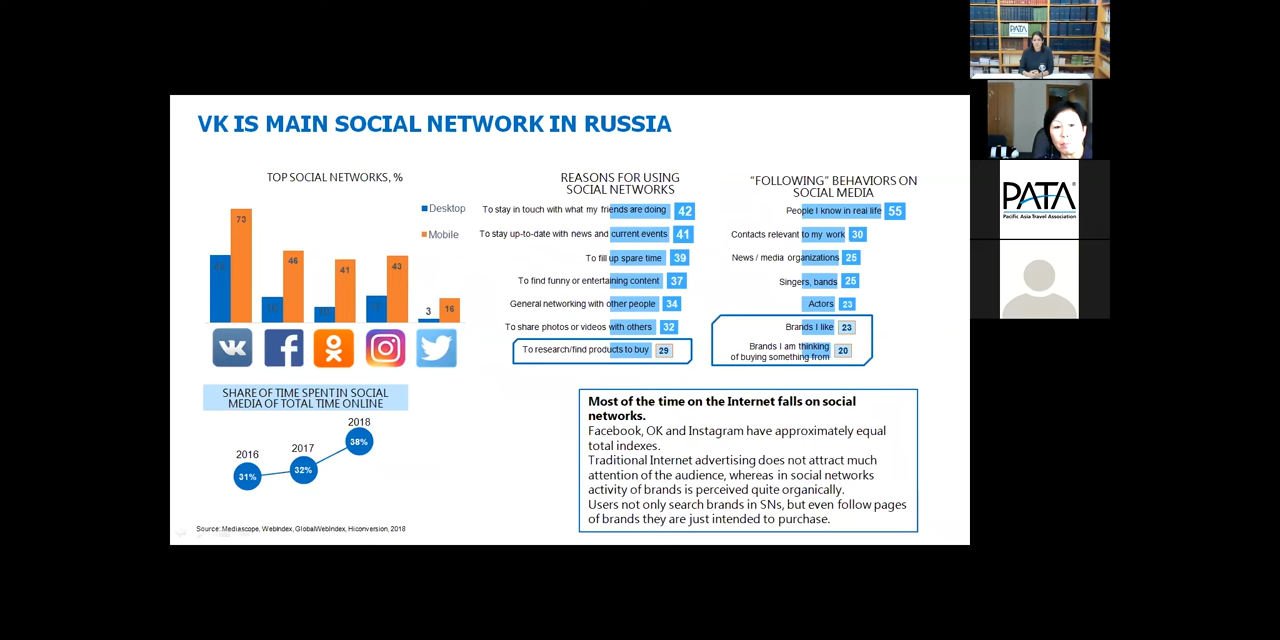 PATA
PATA
Pacific Asia Travel Association
VK IS MAIN SOCIAL NETWORK IN RUSSIA
TOP SOCIAL NETWORKS, %
Desktop
Mobile
73
46
41
43
3
16
SHARE OF TIME SPENT IN SOCIAL
MEDIA OF TOTAL TIME ONLINE
2016
2017
2018
31%
32%
38%
Source: Mediascope, WebIndex, GlobalWebIndex, Hiconversion, 2018
REASONS FOR USING
SOCIAL NETWORKS
To stay in touch with what my friends are doing 42
To stay up-to-date with news and current events 41
To fill up spare time 39
To find funny or entertaining content 37
General networking with other people 34
To share photos or videos with others 32
To research/find products to buy 29
“FOLLOWING” BEHAVIORS ON
SOCIAL MEDIA
People I know in real life 55
Contacts relevant to my work 30
News / media organizations 25
Singers, bands 25
Actors 23
Brands I like 23
Brands I am thinking
of buying something from 20
Most of the time on the Internet falls on social
networks.
Facebook, OK and Instagram have approximately equal
total indexes.
Traditional Internet advertising does not attract much
attention of the audience, whereas in social networks
activity of brands is perceived quite organically.
Users not only search brands in SNs, but even follow pages
of brands they are just intended to purchase.